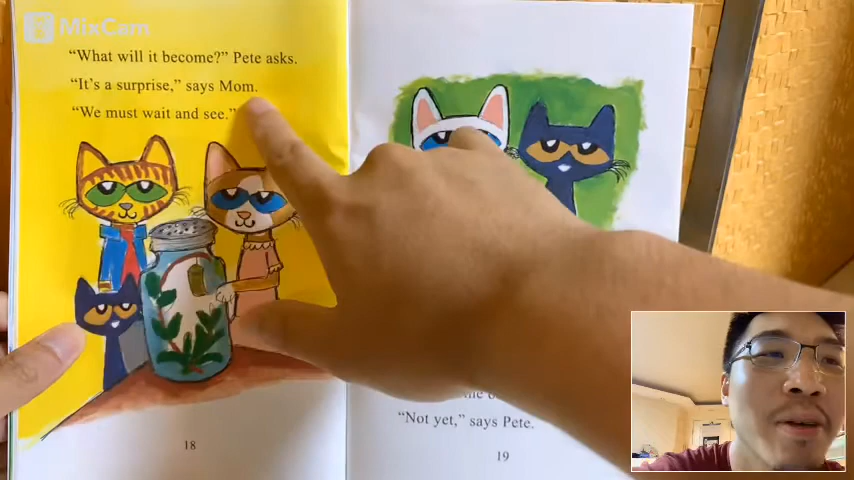 MixCam
“What will it become?” Pete asks.
“It's a surprise,” says Mom.
“We must wait and see.”
18
“Not yet,” says Pete.
19